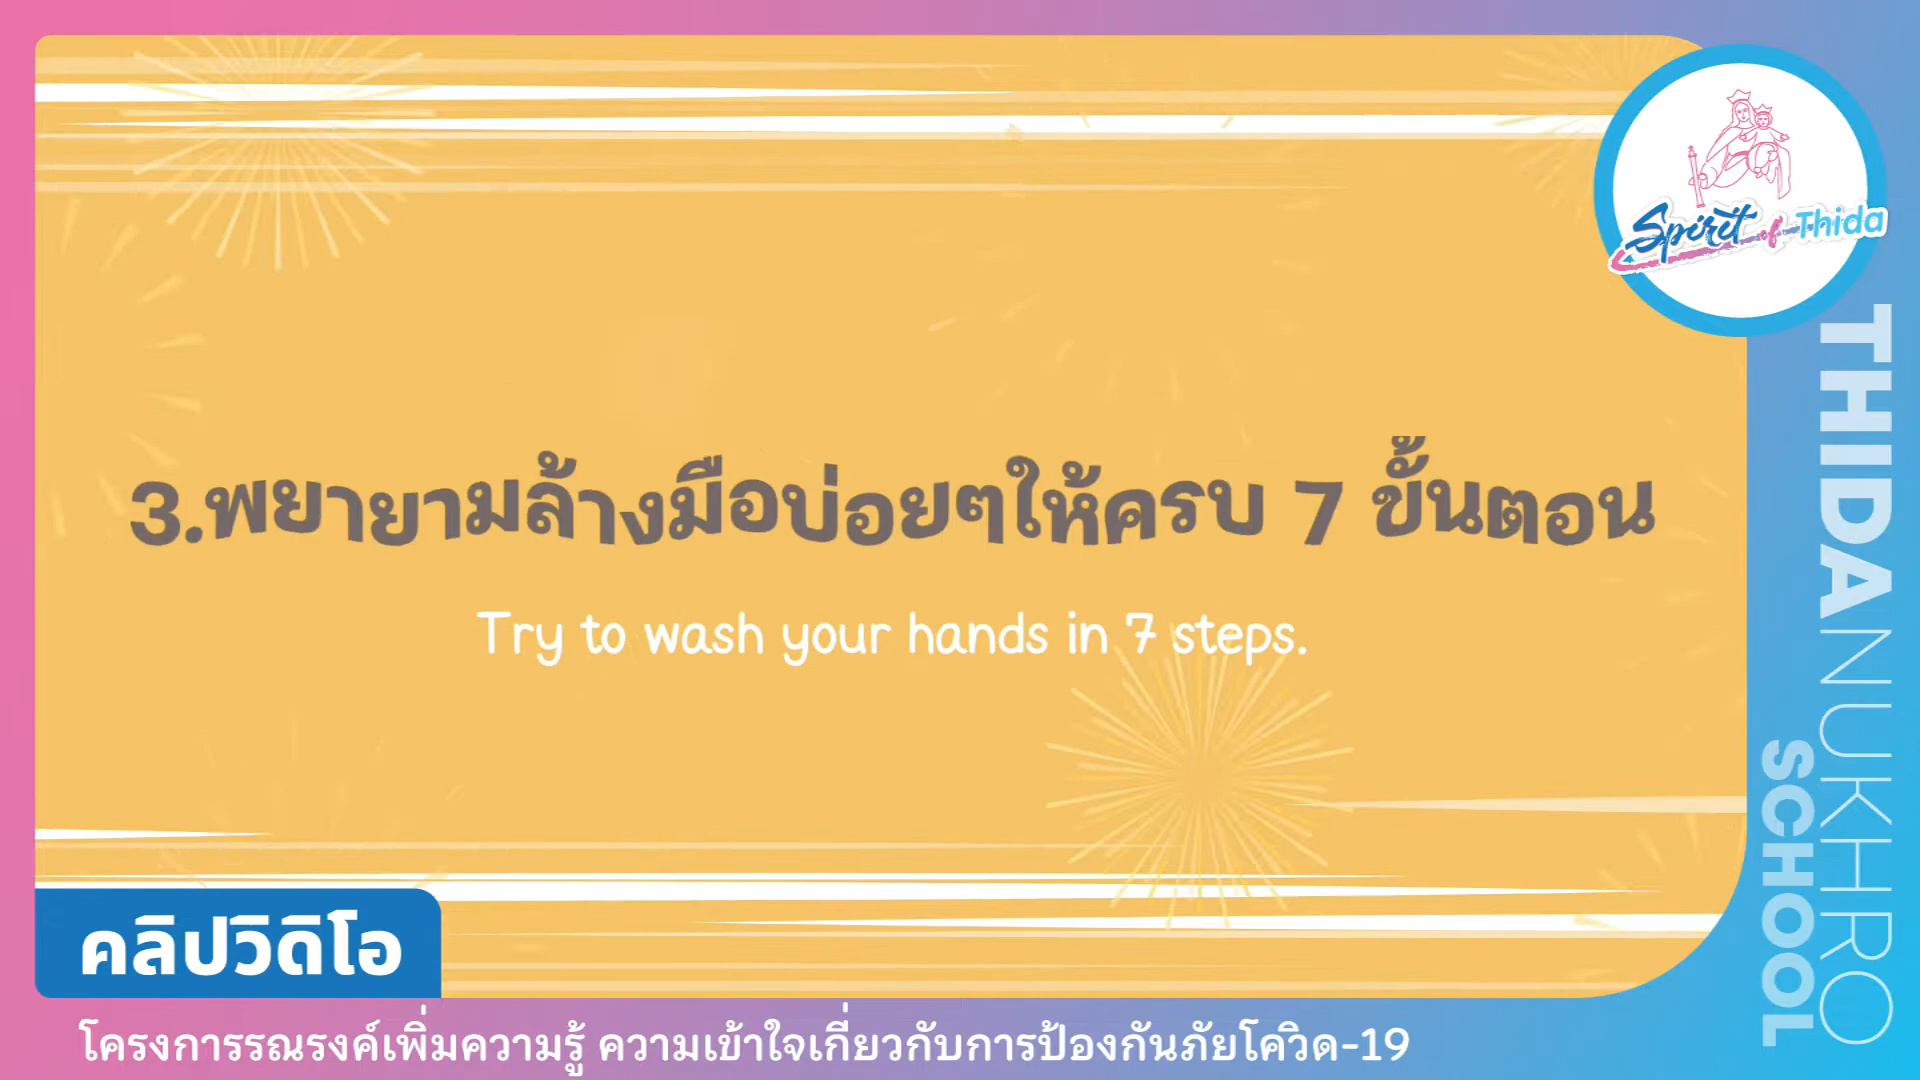 Spirit of Thida
3.พยายามล้างมือบ่อยๆให้ครบ 7 ขั้นตอน
Try to wash your hands in 7 steps.
THIDANUKHRO
SCHOOL
คลิปวิดิโอ
โครงการรณรงค์เพิ่มความรู้ ความเข้าใจเกี่ยวกับการป้องกันภัยโควิด-19